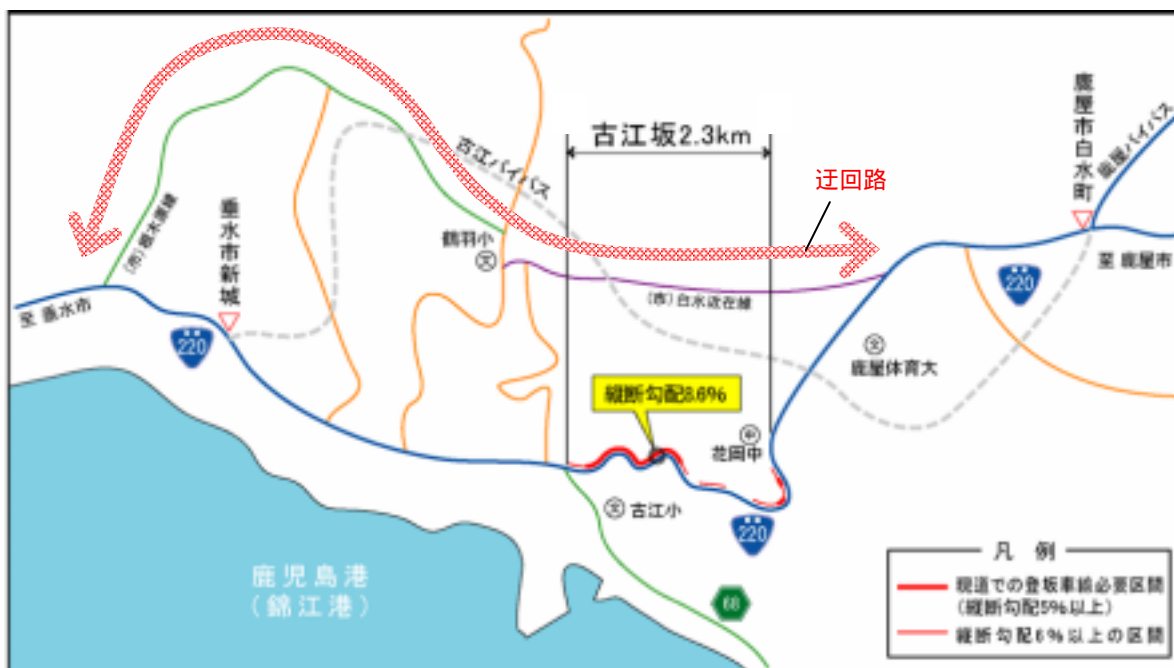 古江坂2.3km
迂回路
古江バイパス
鹿屋市白水町
鹿屋バイパス
至 鹿屋市
220
垂水市新城
鶴羽小
文
(市)白水近在線
至 垂水市
220
鹿屋体育大
文
縦断勾配8.6%
花岡中
古江小
文
220
68
鹿児島港
(錦江港)
凡 例
現道での登坂車線必要区間
(縦断勾配5%以上)
縦断勾配6%以上の区間